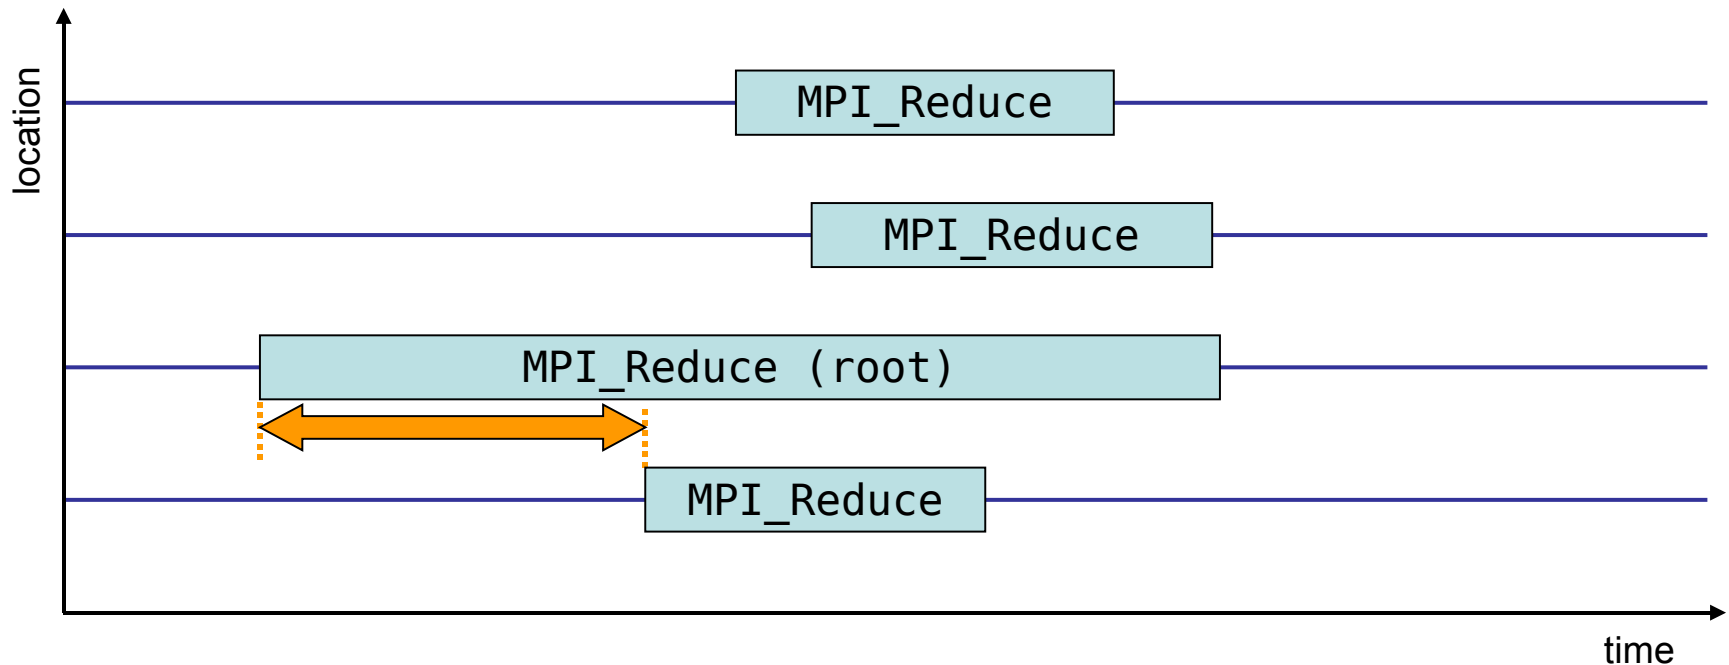 location
MPI_Reduce
MPI_Reduce
MPI_Reduce (root)
MPI_Reduce
time